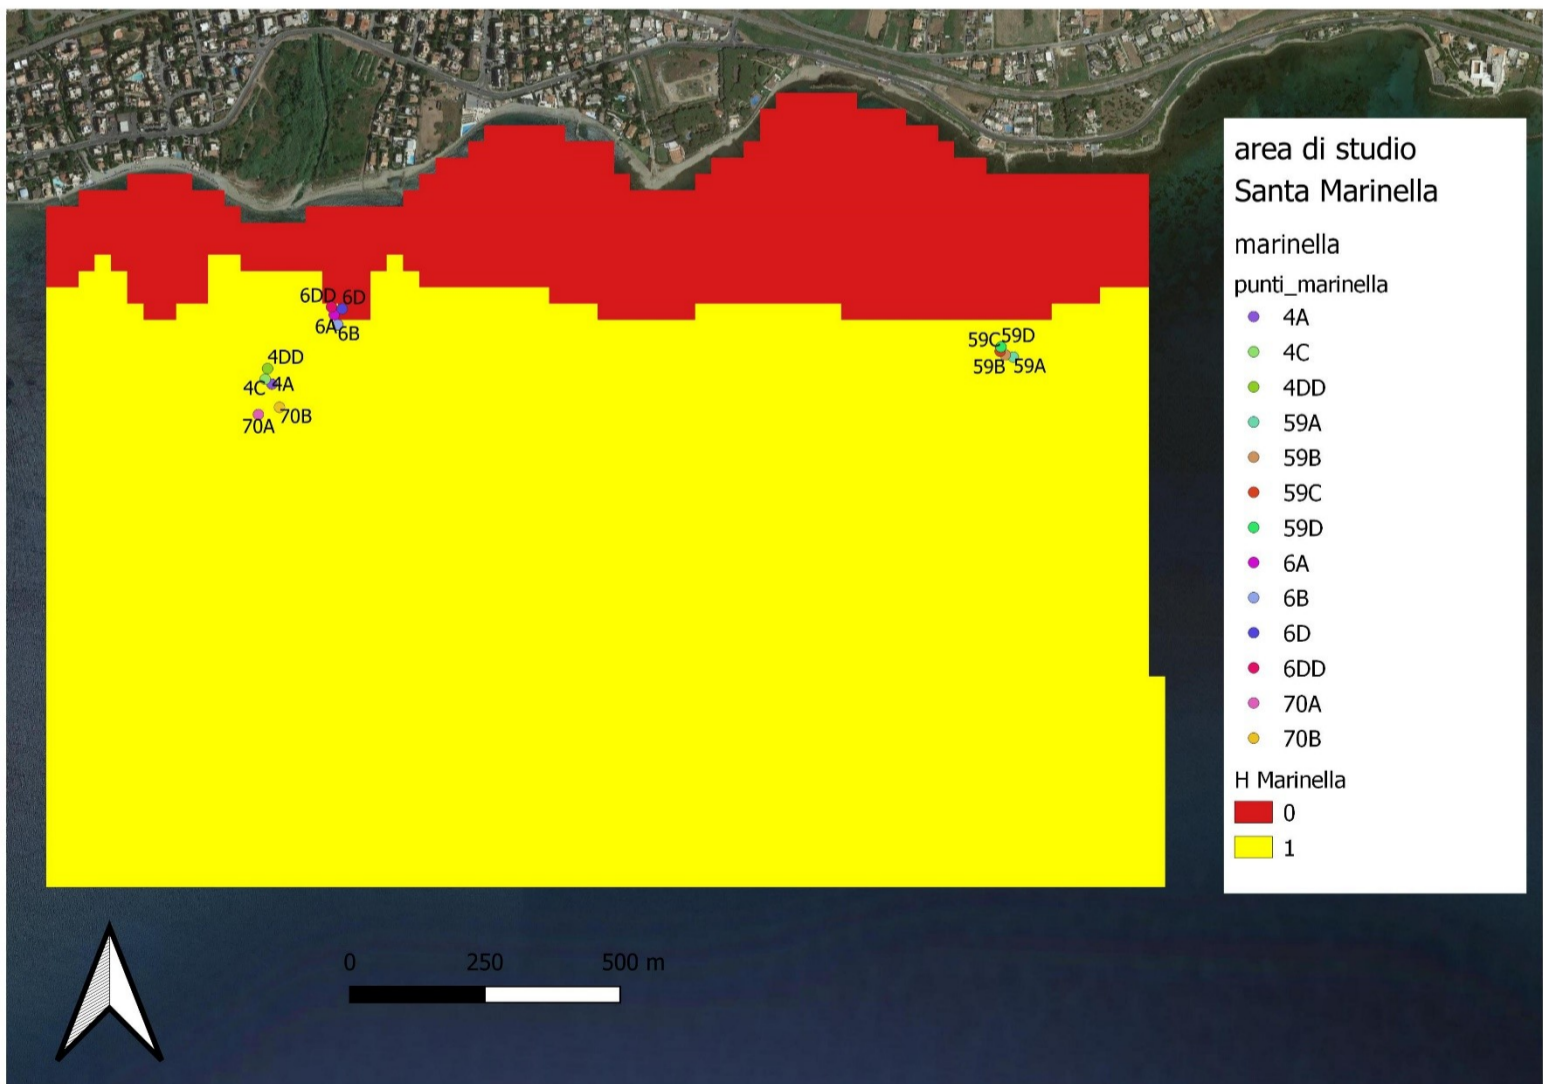 area di studio
Santa Marinella
marinella
punti_marinella
4A
4C
4DD
59A
59B
59C
59D
6A
6B
6D
6DD
70A
70B
H Marinella
0
1
6DD 6D
6A 6B
4DD
4C 4A
70A 70B
59C 59D
59B 59A
0 250 500 m